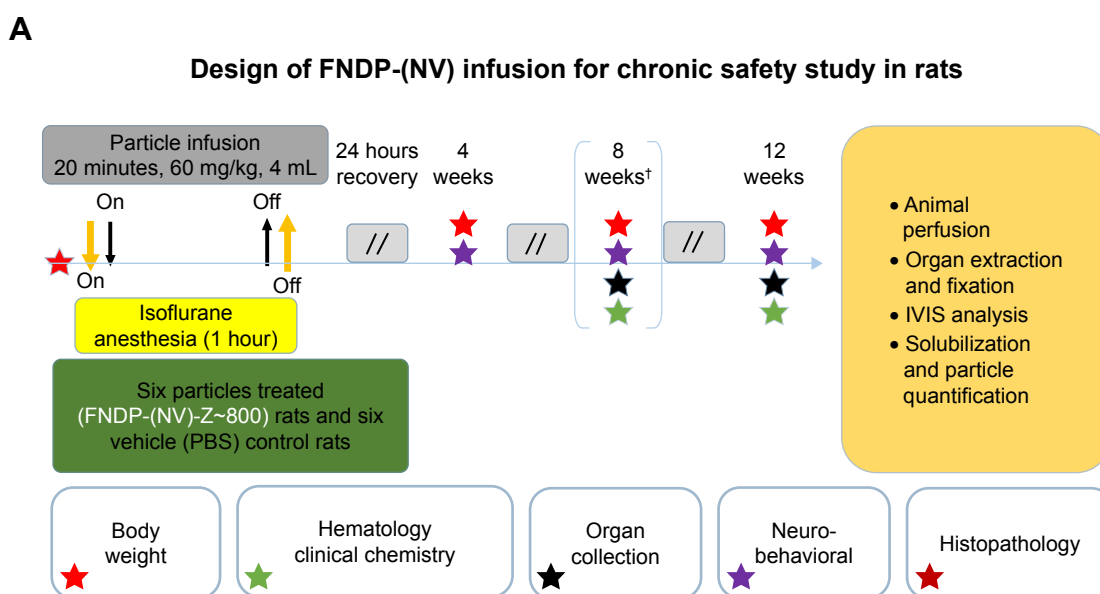 A
Design of FNDP-(NV) infusion for chronic safety study in rats
Particle infusion
20 minutes, 60 mg/kg, 4 mL
On
Off
On
Off
Isoflurane
anesthesia (1 hour)
Six particles treated
(FNDP-(NV)-Z~800) rats and six
vehicle (PBS) control rats
24 hours
recovery
4
weeks
8
weeks†
12
weeks
//
//
//
• Animal
perfusion
• Organ extraction
and fixation
• IVIS analysis
• Solubilization
and particle
quantification
Body
weight
Hematology
clinical chemistry
Organ
collection
Neuro-
behavioral
Histopathology